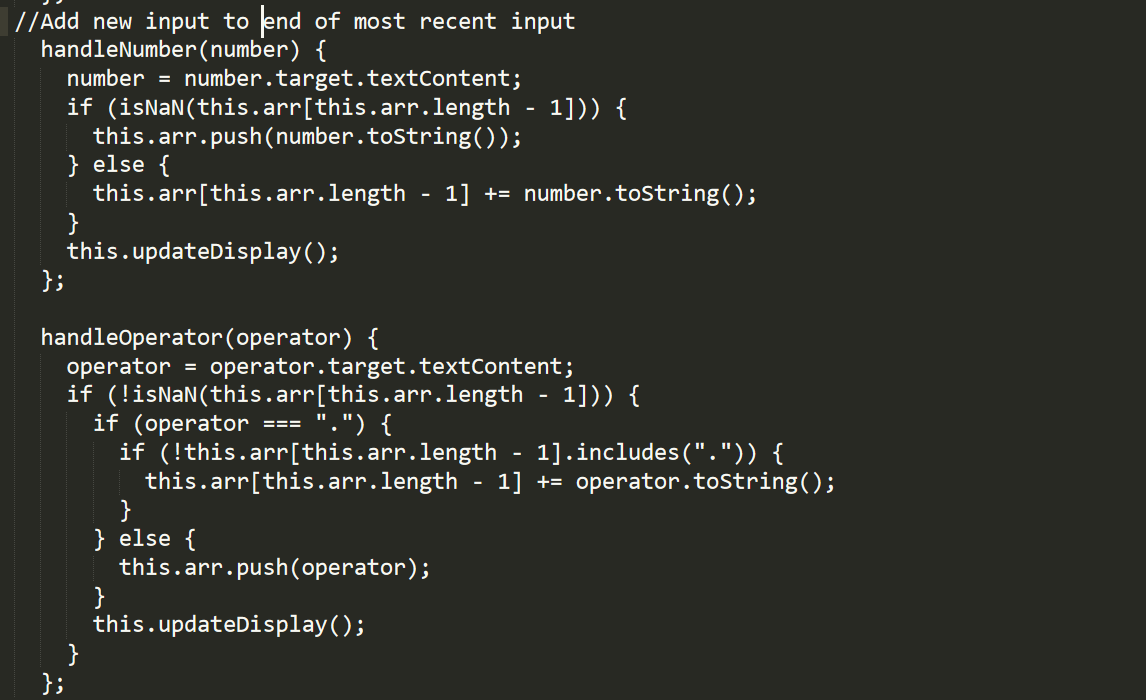 //Add new input to end of most recent input
handleNumber(number) {
number = number.target.textContent;
if (isNaN(this.arr[this.arr.length - 1])) {
this.arr.push(number.toString());
} else {
this.arr[this.arr.length - 1] += number.toString();
}
this.updateDisplay();
};
handleOperator(operator) {
operator = operator.target.textContent;
if (!isNaN(this.arr[this.arr.length - 1])) {
if (operator === ".") {
if (!this.arr[this.arr.length - 1].includes(".")) {
this.arr[this.arr.length - 1] += operator.toString();
}
} else {
this.arr.push(operator);
}
this.updateDisplay();
}
};